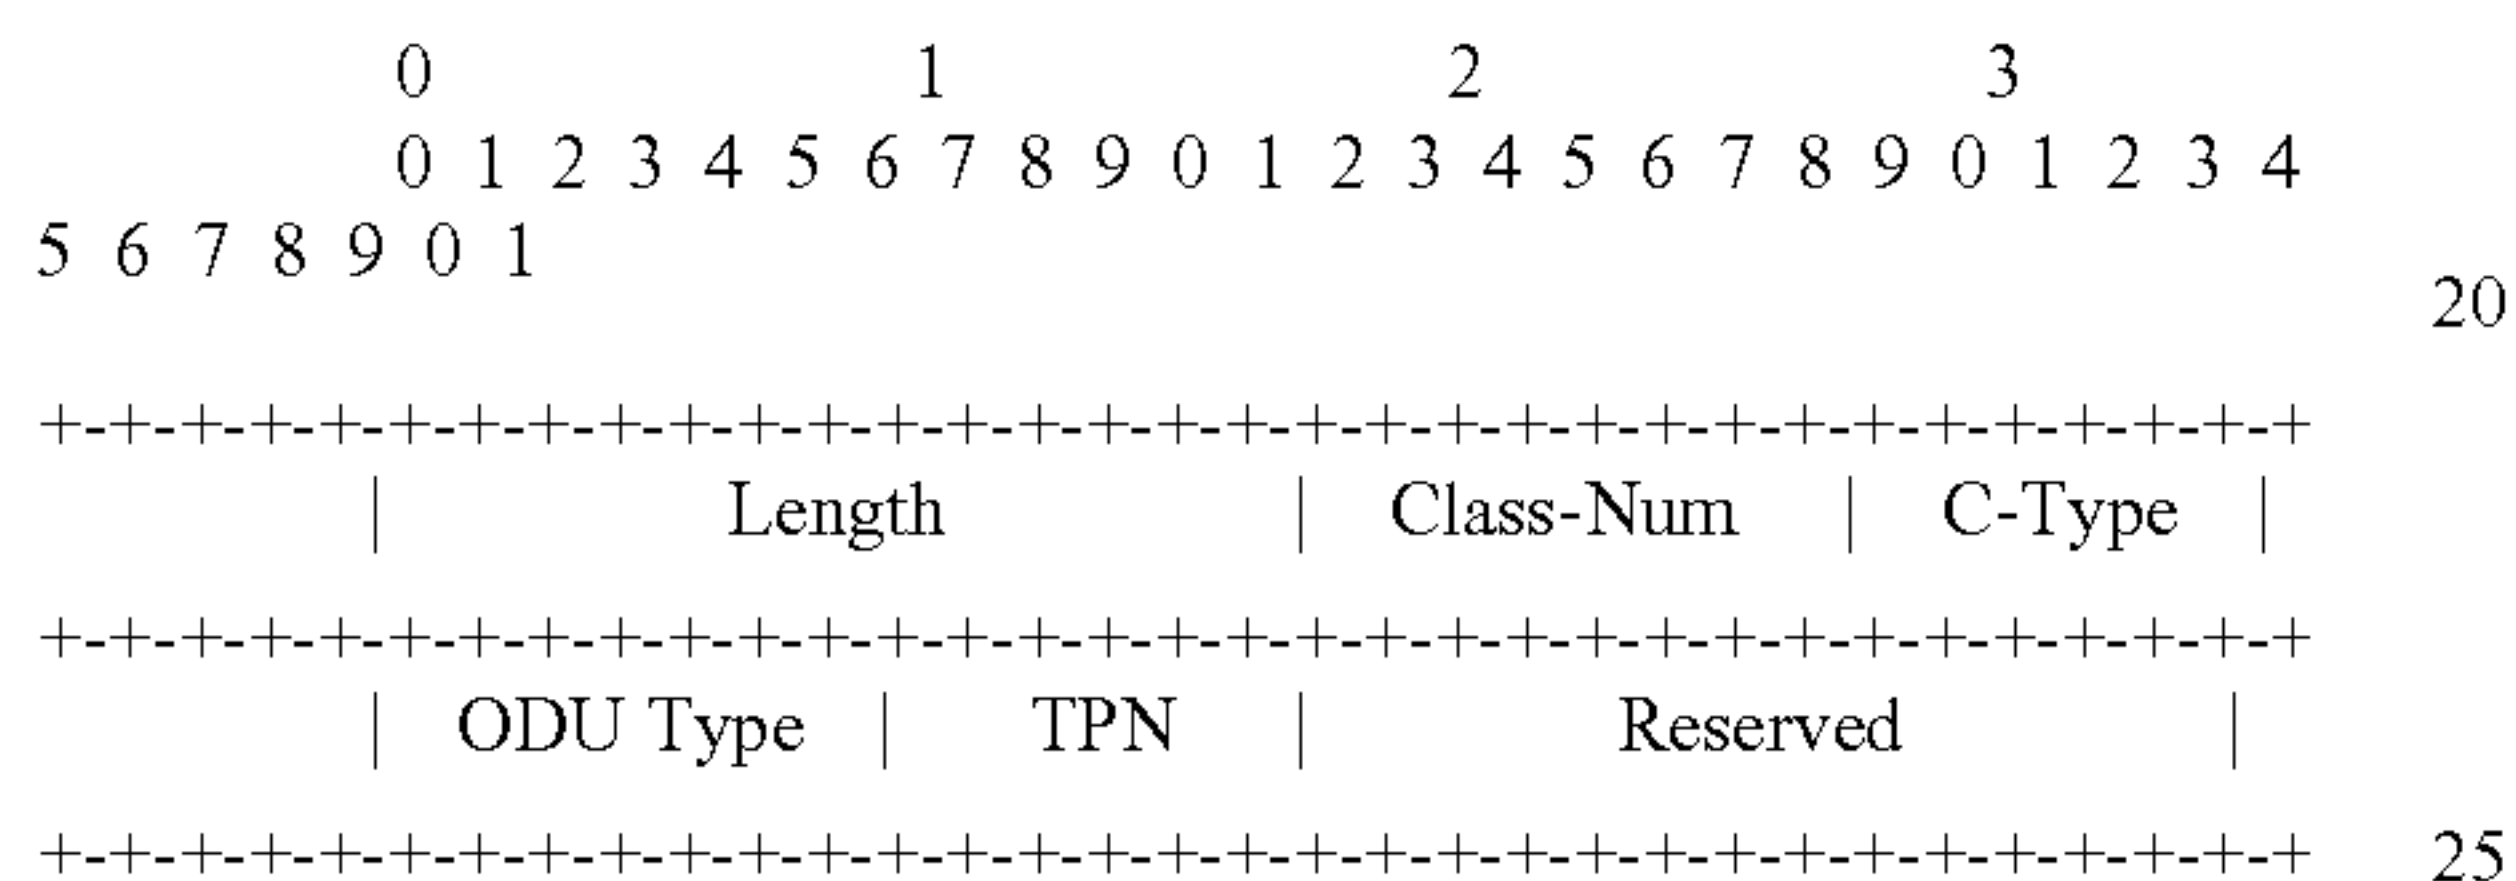 0 1 2 3
0 1 2 3 4 5 6 7 8 9 0 1 2 3 4 5 6 7 8 9 0 1 2 3 4
5 6 7 8 9 0 1
20
+-+-+-+-+-+-+-+-+-+-+-+-+-+-+-+-+-+-+-+-+-+-+-+-+-+-+-+-+-+-+-+-+
| Length | Class-Num | C-Type |
+-+-+-+-+-+-+-+-+-+-+-+-+-+-+-+-+-+-+-+-+-+-+-+-+-+-+-+-+-+-+-+-+
| ODU Type | TPN | Reserved |
+-+-+-+-+-+-+-+-+-+-+-+-+-+-+-+-+-+-+-+-+-+-+-+-+-+-+-+-+-+-+-+-+ 25